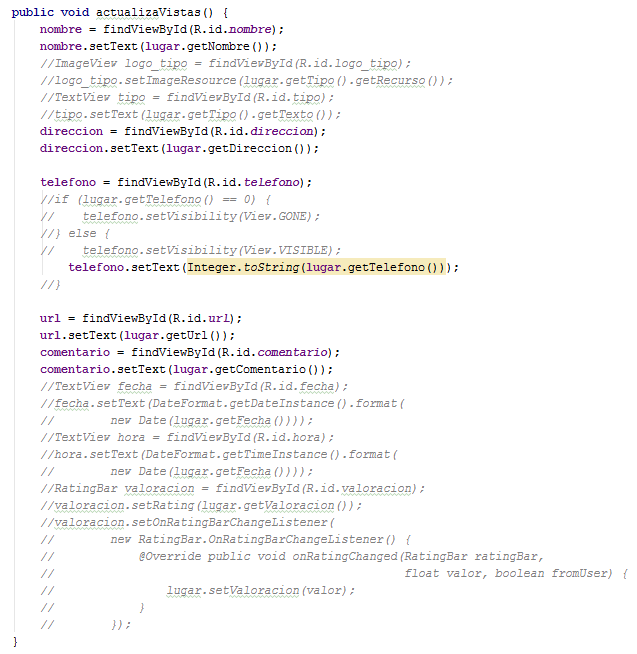 public void actualizaVistas() {
    nombre = findViewById(R.id.nombre);
    nombre.setText(lugar.getNombre());
    //ImageView logo_tipo = findViewById(R.id.logo_tipo);
    //logo_tipo.setImageResource(lugar.getTipo().getRecurso());
    //TextView tipo = findViewById(R.id.tipo);
    //tipo.setText(lugar.getTipo().getTexto());
    direccion = findViewById(R.id.direccion);
    direccion.setText(lugar.getDireccion());

    telefono = findViewById(R.id.telefono);
    //if (lugar.getTelefono() == 0) {
    //    telefono.setVisibility(View.GONE);
    //} else {
    //    telefono.setVisibility(View.VISIBLE);
        telefono.setText(Integer.toString(lugar.getTelefono()));
    //}

    url = findViewById(R.id.url);
    url.setText(lugar.getUrl());
    comentario = findViewById(R.id.comentario);
    comentario.setText(lugar.getComentario());
    //TextView fecha = findViewById(R.id.fecha);
    //fecha.setText(DateFormat.getDateInstance().format(
    //        new Date(lugar.getFecha())));
    //TextView hora = findViewById(R.id.hora);
    //hora.setText(DateFormat.getTimeInstance().format(
    //        new Date(lugar.getFecha())));
    //RatingBar valoracion = findViewById(R.id.valoracion);
    //valoracion.setRating(lugar.getValoracion());
    //valoracion.setOnRatingBarChangeListener(
    //        new RatingBar.OnRatingBarChangeListener() {
    //            @Override public void onRatingChanged(RatingBar ratingBar,
    //                                                  float valor, boolean fromUser) {
    //                lugar.setValoracion(valor);
    //            }
    //        });
}